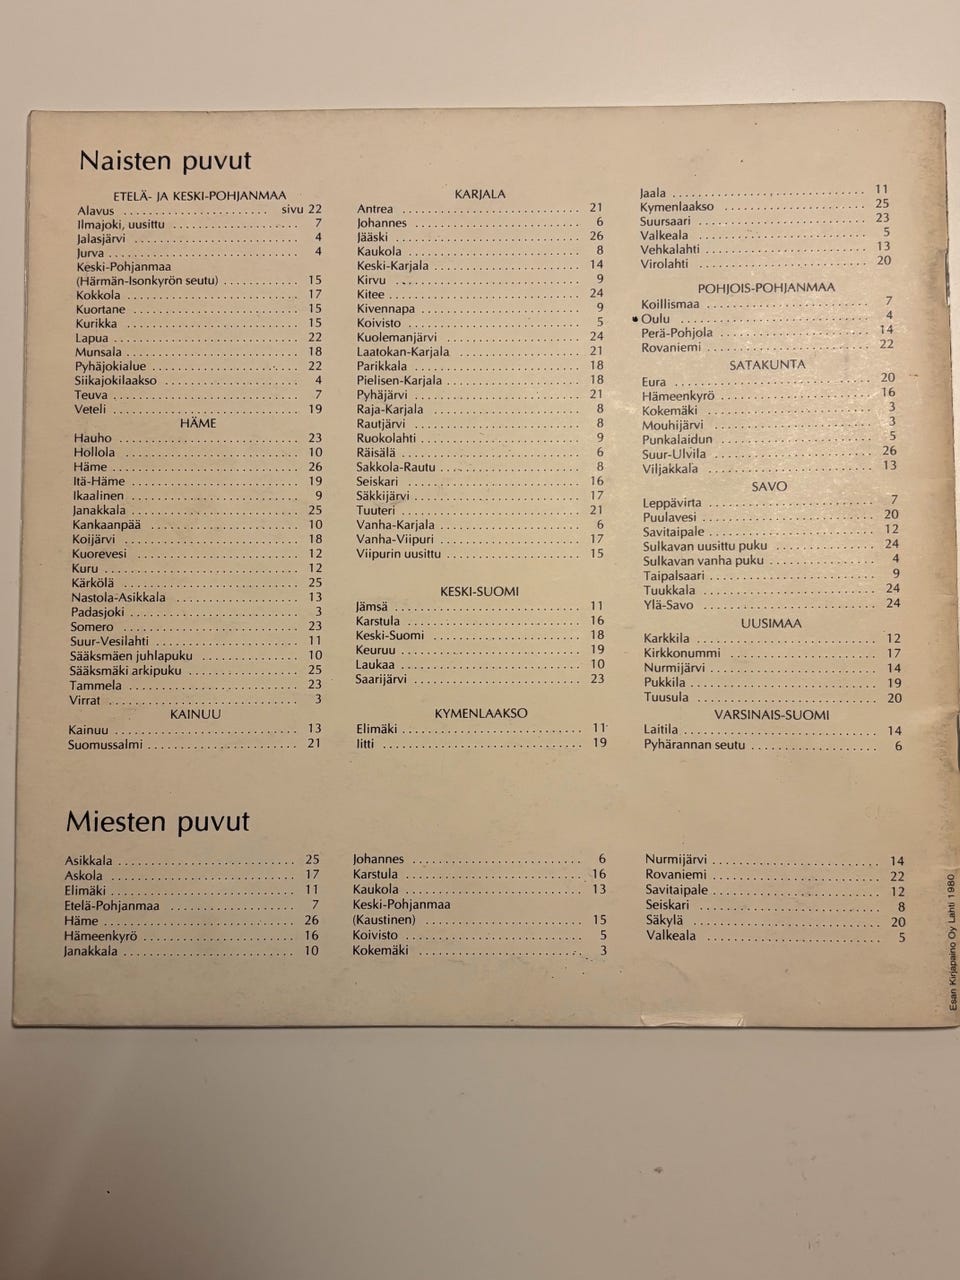 Naisten puvut
ETELÄ- JA KESKI-POHJANMAA
Alavus ........................ sivu 22
Ilmajoki, uusittu .................... 7
Jalasjärvi .......................... 4
Jurva .............................. 4
Keski-Pohjanmaa
(Härmän-Isonkyrön seutu) ............ 15
Kokkola ........................... 17
Kuortane .......................... 15
Kurikka ........................... 15
Lapua ............................. 22
Munsala ........................... 18
Pyhäjokialue ....................... 22
Siikajokilaakso ..................... 4
Teuva .............................. 7
Veteli ............................. 19
HÄME
Hauho ............................. 23
Hollola ............................ 10
Häme .............................. 26
Itä-Häme .......................... 19
Ikaalinen .......................... 9
Janakkala .......................... 25
Kankaanpää ........................ 10
Koijärvi ........................... 18
Kuorevesi .......................... 12
Kuru .............................. 12
Kärkölä ........................... 25
Nastola-Asikkala ................... 13
Padasjoki .......................... 3
Somero ............................ 23
Suur-Vesilahti ...................... 11
Sääksmäen juhlapuku ............... 10
Sääksmäki arkipuku ................. 25
Tammela ........................... 23
Virrat .............................. 3
KAINUU
Kainuu ............................. 13
Suomussalmi ........................ 21
KARJALA
Antrea ............................. 21
Johannes ........................... 6
Jääski ............................. 26
Kaukola ............................ 8
Keski-Karjala ....................... 14
Kirvu .............................. 9
Kitee .............................. 24
Kivennapa .......................... 9
Koivisto ............................ 5
Kuolemanjärvi ...................... 24
Laatokan-Karjala .................... 21
Parikkala ........................... 18
Pielisen-Karjala ..................... 18
Pyhäjärvi ........................... 21
Raja-Karjala ........................ 8
Rautjärvi ........................... 8
Ruokolahti ......................... 9
Räisälä ............................. 6
Sakkola-Rautu ...................... 8
Seiskari ............................ 16
Säkkijärvi .......................... 17
Tuuteri ............................ 21
Vanha-Karjala ...................... 6
Vanha-Viipuri ...................... 17
Viipurin uusittu .................... 15
KESKI-SUOMI
Jämsä .............................. 11
Karstula ............................ 16
Keski-Suomi ........................ 18
Keuruu ............................. 19
Laukaa ............................. 10
Saarijärvi ........................... 23
KYMENLAAKSO
Elimäki ............................ 11
Iitti ............................... 19
Jaala .............................. 11
Kymenlaakso ....................... 25
Suursaari ........................... 23
Valkeala ............................ 5
Vehkalahti .......................... 13
Virolahti ........................... 20
POHJOIS-POHJANMAA
Koillismaa .......................... 7
Oulu ............................... 4
Perä-Pohjola ........................ 14
Rovaniemi .......................... 22
SATAKUNTA
Eura ............................... 20
Hämeenkyrö ........................ 16
Kokemäki .......................... 3
Mouhijärvi .......................... 3
Punkalaidun ........................ 5
Suur-Ulvila ......................... 26
Viljakkala .......................... 13
SAVO
Leppävirta .......................... 7
Puulavesi ........................... 20
Savitaipale .......................... 12
Sulkavan uusittu puku ............... 24
Sulkavan vanha puku ................ 4
Taipalsaari .......................... 9
Tuukkala ........................... 24
Ylä-Savo ........................... 24
UUSIMAA
Karkkila ............................ 12
Kirkkonummi ....................... 17
Nurmijärvi .......................... 14
Pukkila ............................. 19
Tuusula ............................ 20
VARSINAIS-SUOMI
Laitila .............................. 14
Pyhärannan seutu ................... 6
Miesten puvut
Asikkala ............................ 25
Askola ............................. 17
Elimäki ............................ 11
Etelä-Pohjanmaa .................... 7
Häme .............................. 26
Hämeenkyrö ........................ 16
Janakkala ........................... 10
Johannes ........................... 6
Karstula ............................ 16
Kaukola ............................ 13
Keski-Pohjanmaa
(Kaustinen) ......................... 15
Koivisto ............................ 5
Kokemäki .......................... 3
Nurmijärvi .......................... 14
Rovaniemi .......................... 22
Savitaipale .......................... 12
Seiskari ............................ 8
Säkylä ............................. 20
Valkeala ............................ 5
Esan Kirjapaino Oy Lahti 1980